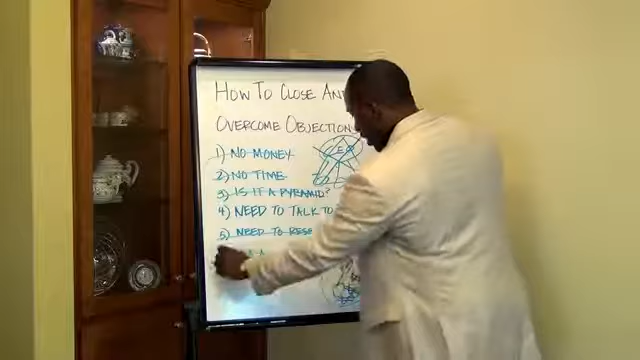 HOW TO CLOSE AN
OVERCOME OBJECTION
1) NO MONEY
2) NO TIME
3) IS IT A PYRAMID?
4) NEED TO TALK TO
5) NEED TO RESE